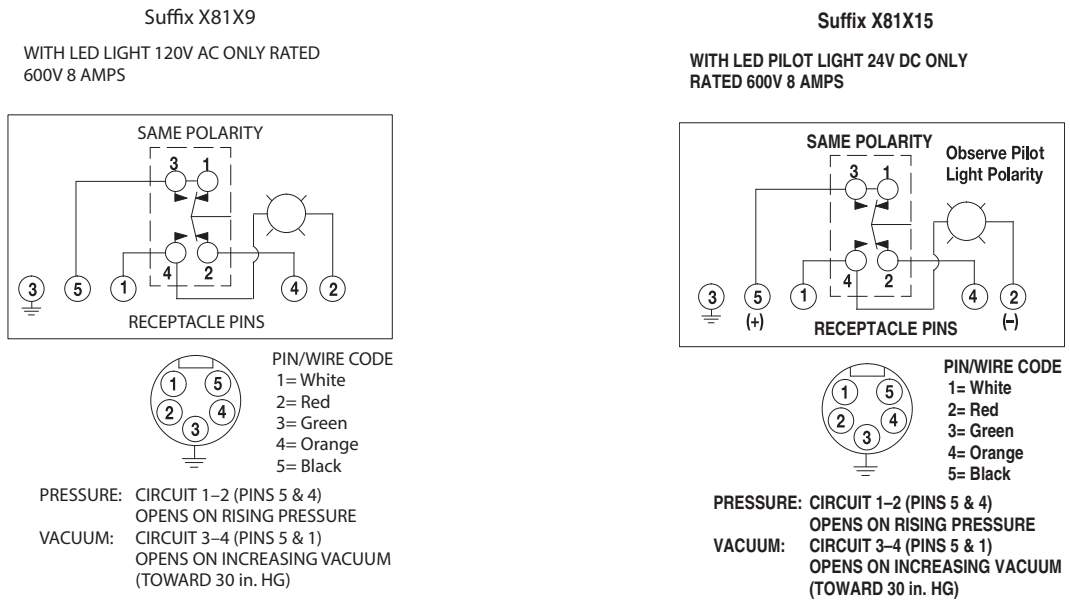 Suffix X81X9
WITH LED LIGHT 120V AC ONLY RATED
600V 8 AMPS
SAME POLARITY
3 1
4 2
3 5 1 4 2
RECEPTACLE PINS
1 5
2 4
3
PIN/WIRE CODE
1= White
2= Red
3= Green
4= Orange
5= Black
PRESSURE: CIRCUIT 1–2 (PINS 5 & 4)
OPENS ON RISING PRESSURE
VACUUM: CIRCUIT 3–4 (PINS 5 & 1)
OPENS ON INCREASING VACUUM
(TOWARD 30 in. HG)
Suffix X81X15
WITH LED PILOT LIGHT 24V DC ONLY
RATED 600V 8 AMPS
SAME POLARITY
Observe Pilot
Light Polarity
3 1
4 2
3 5 1 4 2
(+) (–)
RECEPTACLE PINS
1 5
2 4
3
PIN/WIRE CODE
1= White
2= Red
3= Green
4= Orange
5= Black
PRESSURE: CIRCUIT 1–2 (PINS 5 & 4)
OPENS ON RISING PRESSURE
VACUUM: CIRCUIT 3–4 (PINS 5 & 1)
OPENS ON INCREASING VACUUM
(TOWARD 30 in. HG)